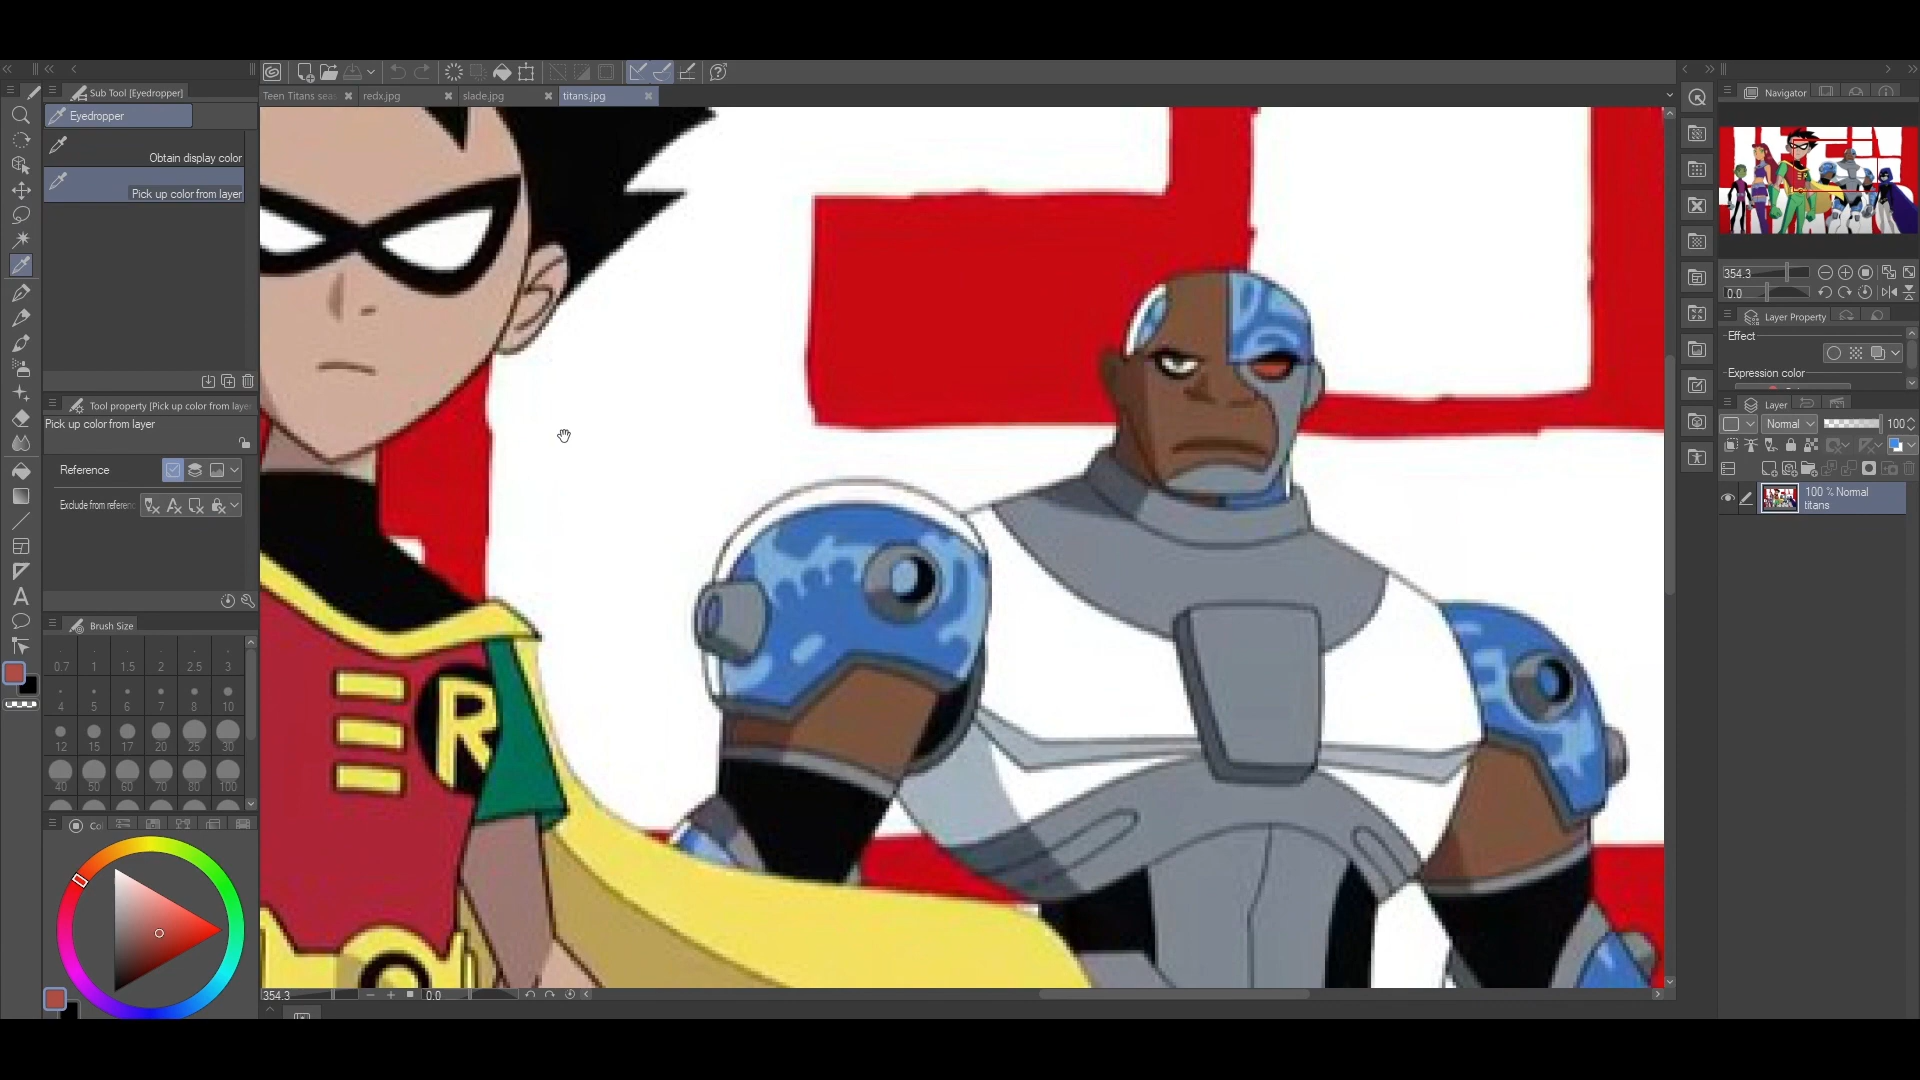 Sub Tool [Eyedropper]
Eyedropper
Obtain display color
Pick up color from layer
Tool property [Pick up color from laye
Pick up color from layer
Reference
Exclude from referenc
Brush Size
0.7 1 1.5 2 2.5 3
4 5 6 7 8 10
12 15 17 20 25 30
40 50 60 70 80 100
Co
Teen Titans sea
redx.jpg
slade.jpg
titans.jpg
R
354.3
0.0
Navigator
354.3
0.0
Layer Property
Effect
Expression color
Layer
Normal
100
100 % Normal
titans